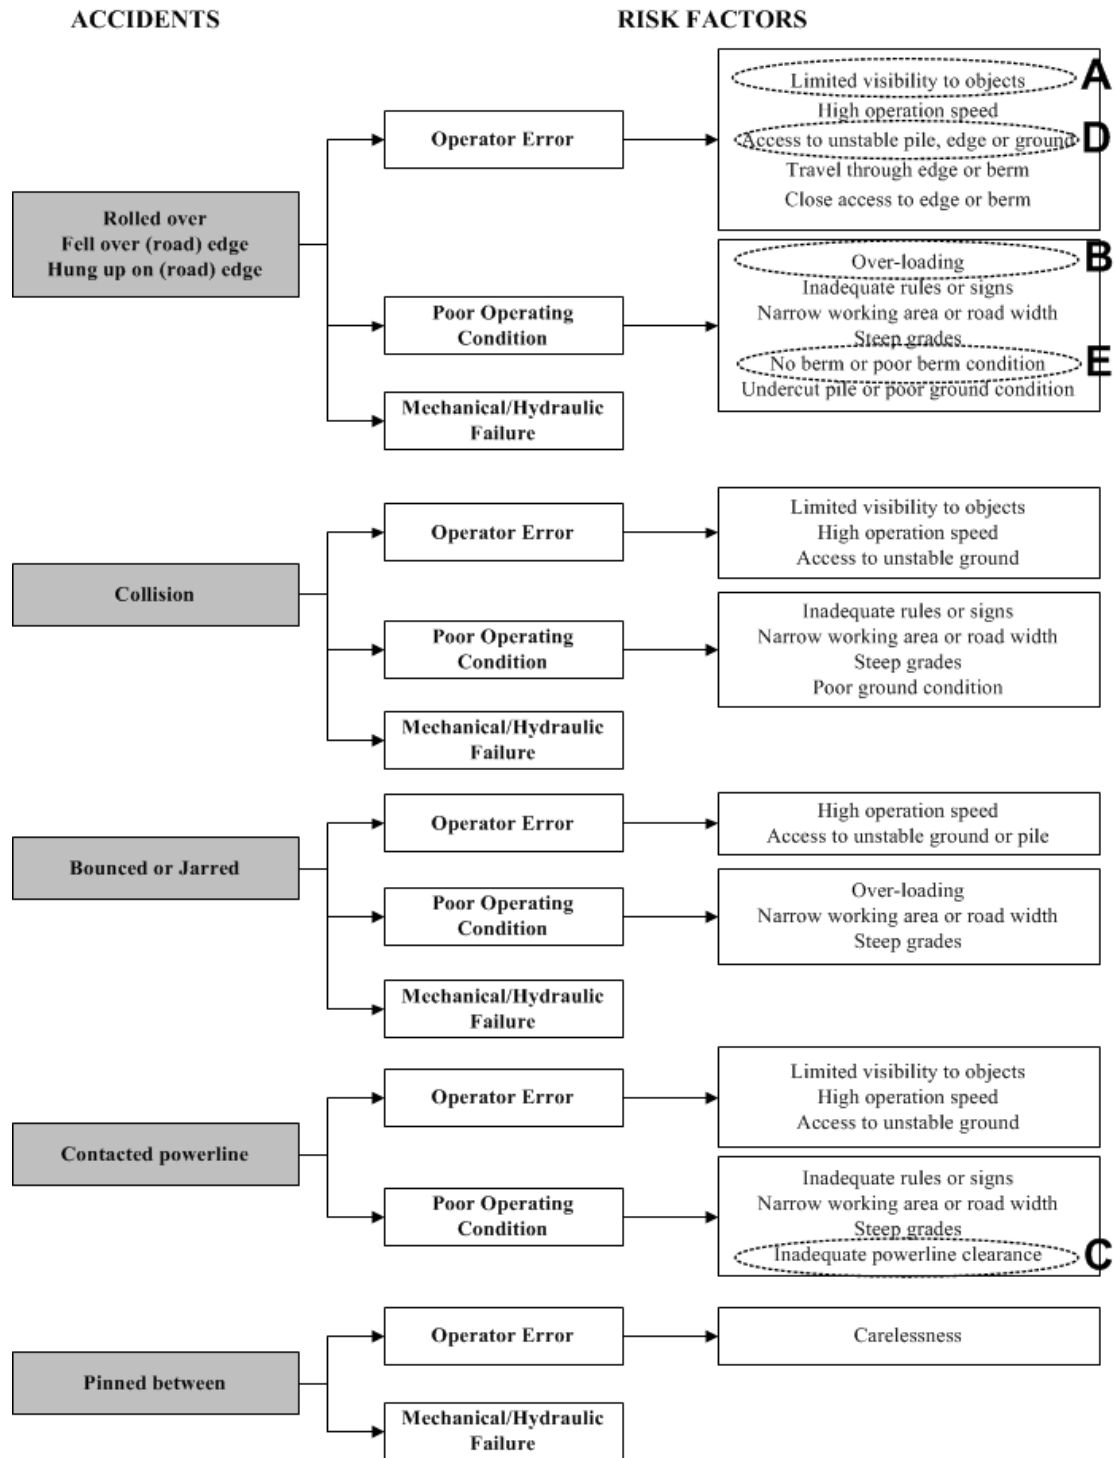 ACCIDENTS
RISK FACTORS
Rolled over
Fell over (road) edge
Hung up on (road) edge
Operator Error
Limited visibility to objects
A
High operation speed
Access to unstable pile, edge or ground
D
Travel through edge or berm
Close access to edge or berm
Poor Operating
Condition
Over-loading
B
Inadequate rules or signs
Narrow working area or road width
Steep grades
No berm or poor berm condition
E
Undercut pile or poor ground condition
Mechanical/Hydraulic
Failure
Collision
Operator Error
Limited visibility to objects
High operation speed
Access to unstable ground
Poor Operating
Condition
Inadequate rules or signs
Narrow working area or road width
Steep grades
Poor ground condition
Mechanical/Hydraulic
Failure
Bounced or Jarred
Operator Error
High operation speed
Access to unstable ground or pile
Poor Operating
Condition
Over-loading
Narrow working area or road width
Steep grades
Mechanical/Hydraulic
Failure
Contacted powerline
Operator Error
Limited visibility to objects
High operation speed
Access to unstable ground
Poor Operating
Condition
Inadequate rules or signs
Narrow working area or road width
Steep grades
Inadequate powerline clearance
C
Pinned between
Operator Error
Carelessness
Mechanical/Hydraulic
Failure